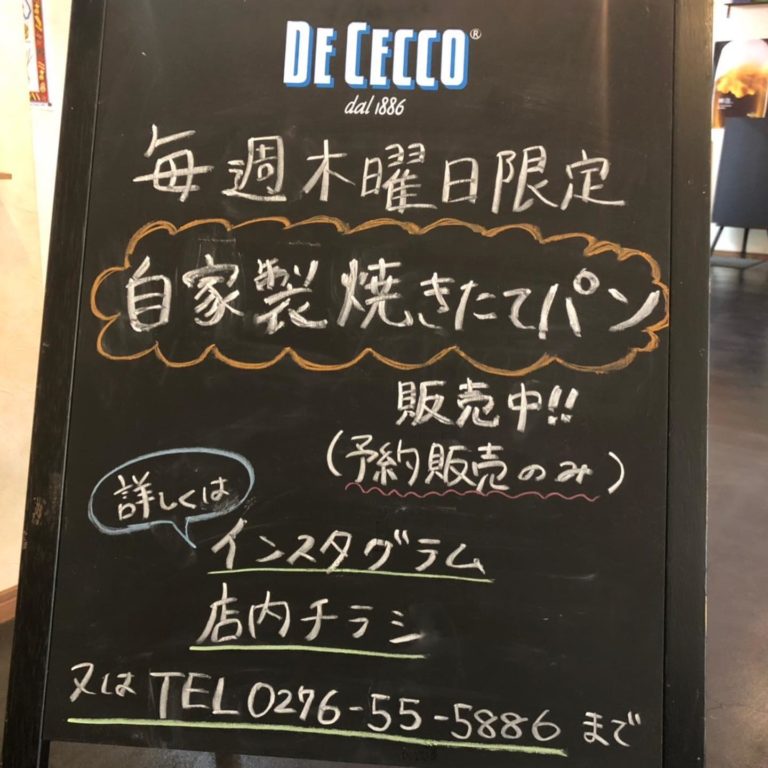 DE CECCO®
dal 1886
毎週木曜日限定
自家製焼きたてパン
販売中!!
(予約販売のみ)
詳しくは
インスタグラム
店内チラシ
又は TEL 0276-55-5886 まで